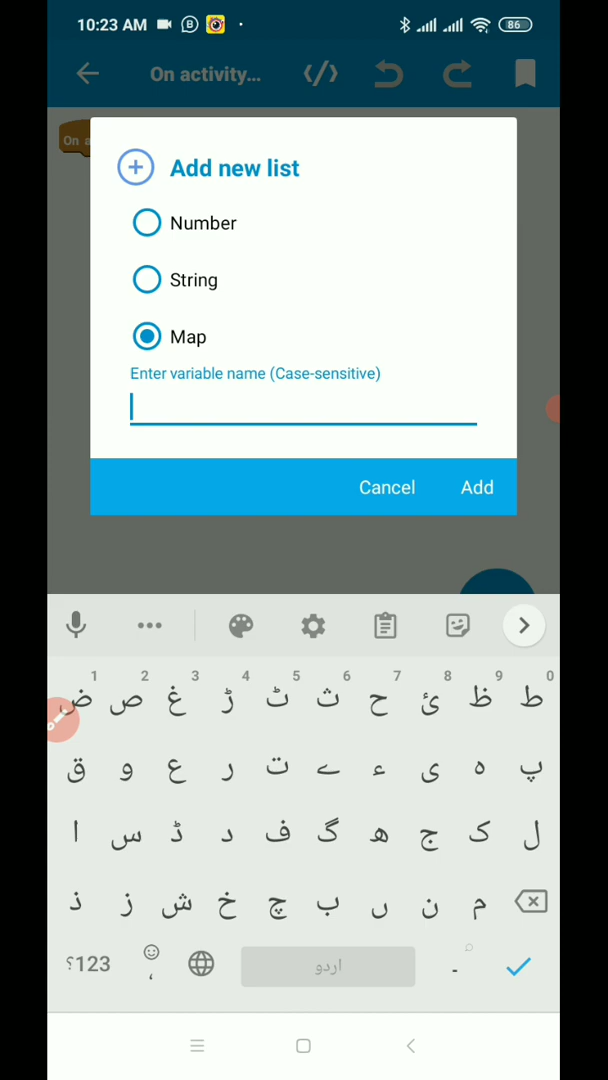 10:23 AM
86
On activity...
On a
Add new list
Number
String
Map
Enter variable name (Case-sensitive)
Cancel
Add
1 2 3 4 5 6 7 8 9 0
ض ص غ ڑ ٹ ث ح ئ ظ ط
ق و ع ر ت ے ء ی ہ پ
ا س ڈ د ف گ ھ ج ک ل
ذ ز ش خ چ ب ں ن م
؟123
،
اردو
۔